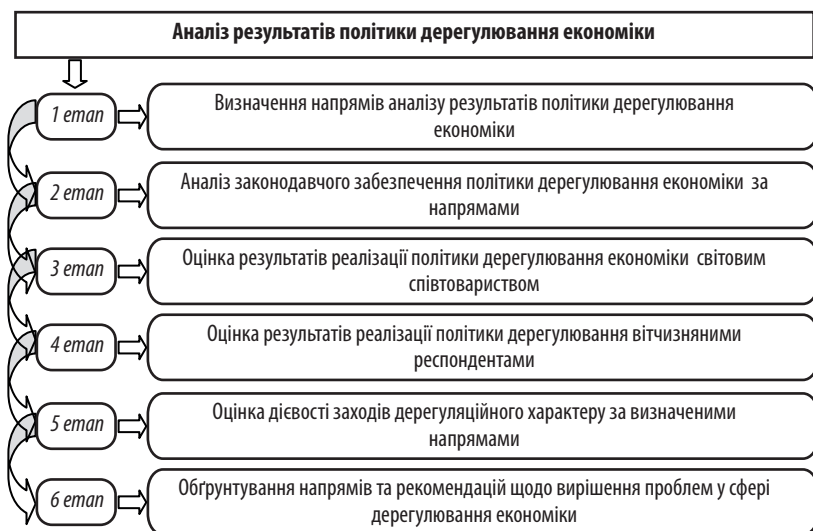 Аналіз результатів політики дерегулювання економіки
1 етап
Визначення напрямів аналізу результатів політики дерегулювання
економіки
2 етап
Аналіз законодавчого забезпечення політики дерегулювання економіки за
напрямами
3 етап
Оцінка результатів реалізації політики дерегулювання економіки світовим
співтовариством
4 етап
Оцінка результатів реалізації політики дерегулювання вітчизняними
респондентами
5 етап
Оцінка дієвості заходів дерегуляційного характеру за визначеними
напрямами
6 етап
Обґрунтування напрямів та рекомендацій щодо вирішення проблем у сфері
дерегулювання економіки